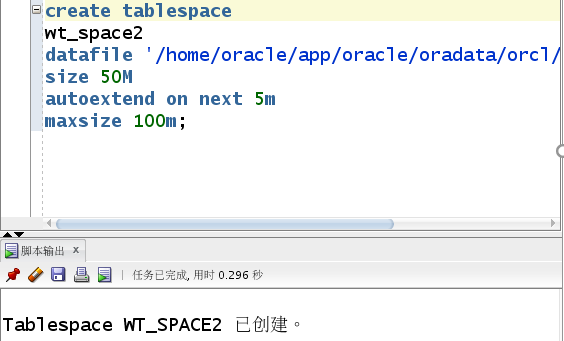 create tablespace
wt_space2
datafile '/home/oracle/app/oracle/oradata/orcl/
size 50M
autoextend on next 5m
maxsize 100m;
脚本输出 x
任务已完成, 用时 0.296 秒
Tablespace WT_SPACE2 已创建。